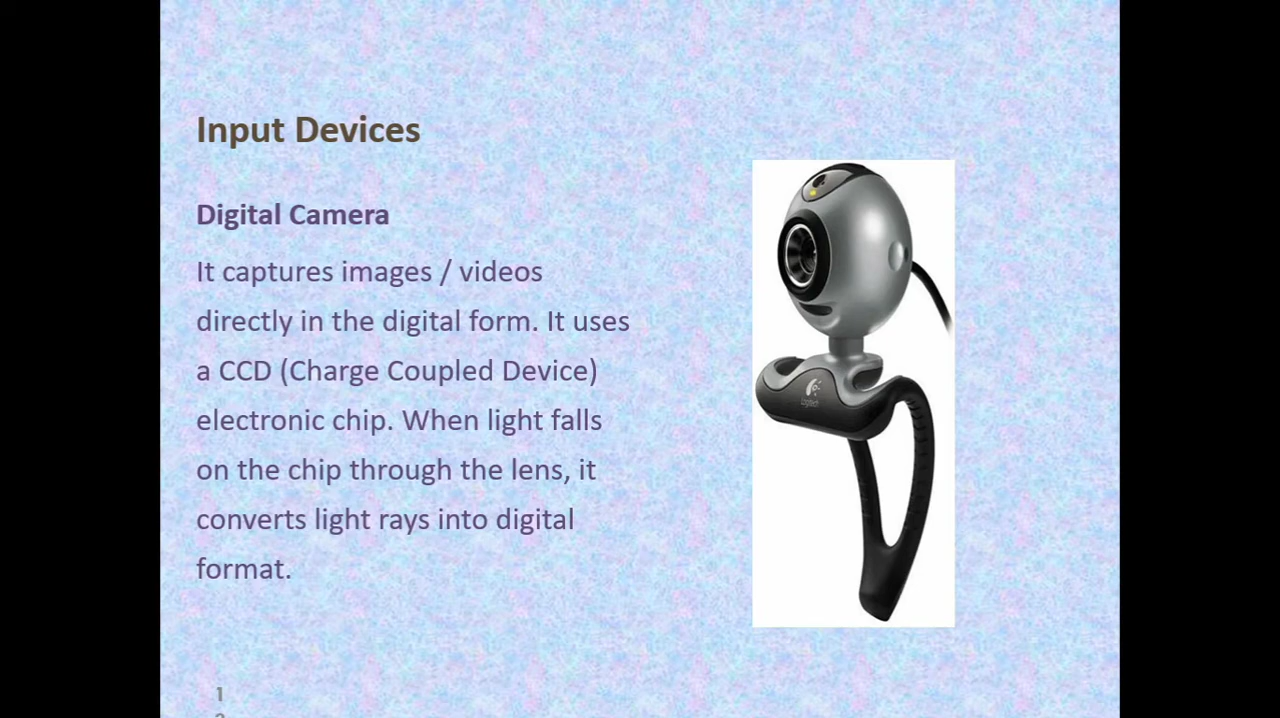 Input Devices
Digital Camera
It captures images / videos
directly in the digital form. It uses
a CCD (Charge Coupled Device)
electronic chip. When light falls
on the chip through the lens, it
converts light rays into digital
format.
Logitech
1